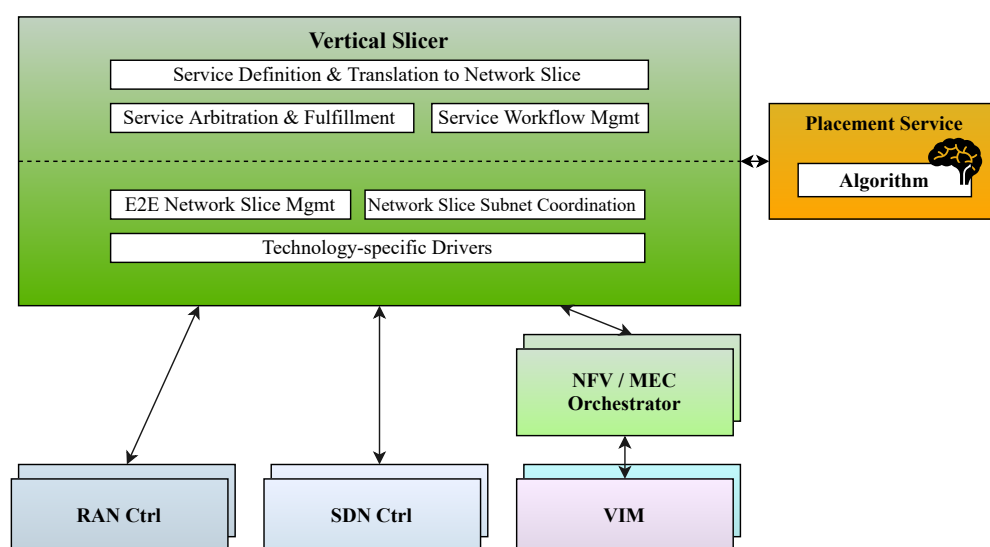 Vertical Slicer
Service Definition & Translation to Network Slice
Service Arbitration & Fulfillment
Service Workflow Mgmt
Placement Service
Algorithm
E2E Network Slice Mgmt
Network Slice Subnet Coordination
Technology-specific Drivers
NFV / MEC
Orchestrator
RAN Ctrl
SDN Ctrl
VIM